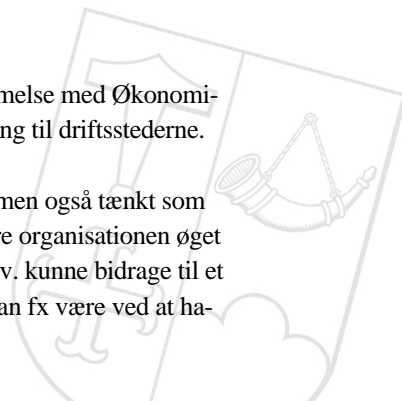 melse med Økonomi-
ng til driftsstederne.
men også tænkt som
re organisationen øget
v. kunne bidrage til et
an fx være ved at ha-